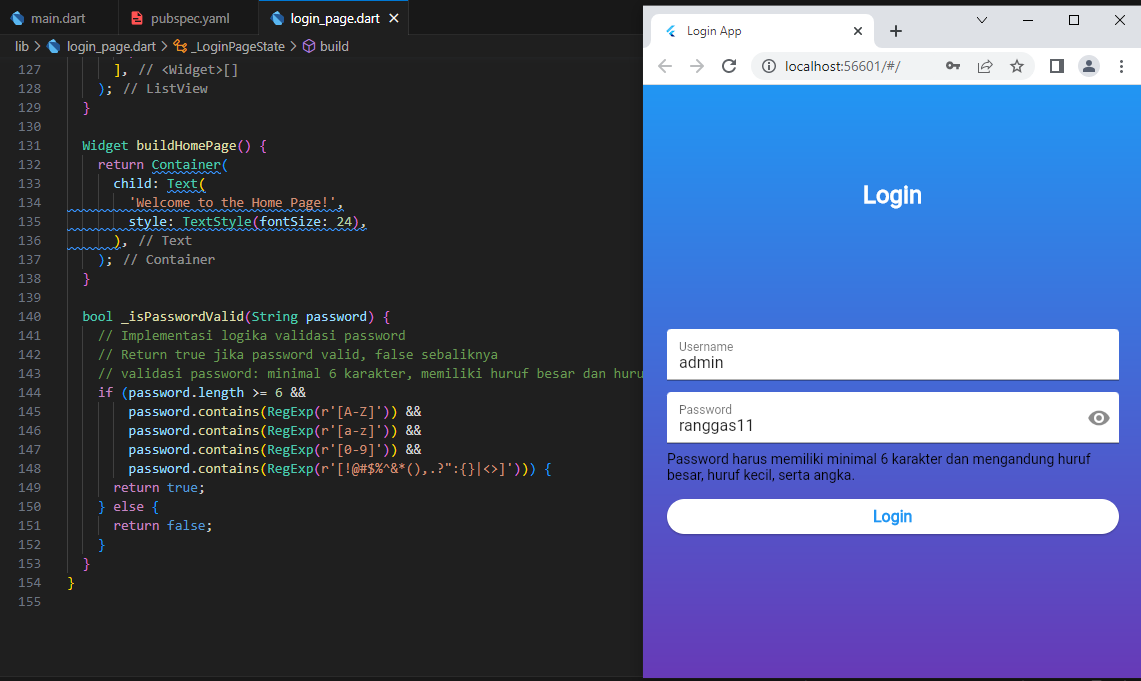 main.dart
pubspec.yaml
login_page.dart
lib > login_page.dart > _LoginPageState > build
127 ], // <Widget>[]
128 ); // ListView
129 }
130
131 Widget buildHomePage() {
132 return Container(
133 child: Text(
134 'Welcome to the Home Page!',
135 style: TextStyle(fontSize: 24),
136 ), // Text
137 ); // Container
138 }
139
140 bool _isPasswordValid(String password) {
141 // Implementasi logika validasi password
142 // Return true jika password valid, false sebaliknya
143 // validasi password: minimal 6 karakter, memiliki huruf besar dan huru
144 if (password.length >= 6 &&
145 password.contains(RegExp(r'[A-Z]')) &&
146 password.contains(RegExp(r'[a-z]')) &&
147 password.contains(RegExp(r'[0-9]')) &&
148 password.contains(RegExp(r'[!@#$%^&*(),.?":{}|<>]'))) {
149 return true;
150 } else {
151 return false;
152 }
153 }
154 }
155
Login App
localhost:56601/#/
Login
Username
admin
Password
ranggas11
Password harus memiliki minimal 6 karakter dan mengandung huruf
besar, huruf kecil, serta angka.
Login